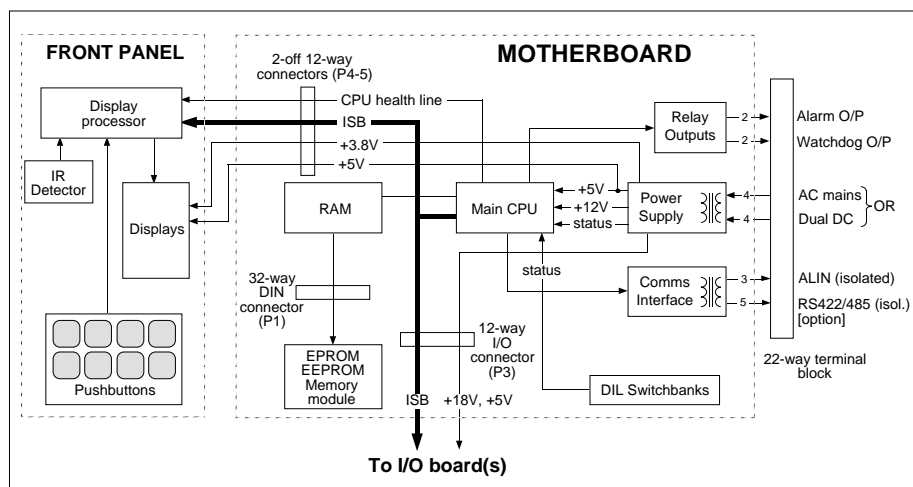 FRONT PANEL
MOTHERBOARD
2-off 12-way
connectors (P4-5)
Display
processor
CPU health line
ISB
+3.8V
+5V
IR
Detector
Displays
Pushbuttons
RAM
Main CPU
+5V
+12V
status
Power
Supply
Relay
Outputs
2
2
Alarm O/P
Watchdog O/P
4
4
AC mains
Dual DC
OR
status
Comms
Interface
3
5
ALIN (isolated)
RS422/485 (isol.)
[option]
22-way terminal
block
32-way
DIN
connector
(P1)
12-way
I/O
connector
(P3)
EPROM
EEPROM
Memory
module
DIL Switchbanks
ISB
+18V, +5V
To I/O board(s)